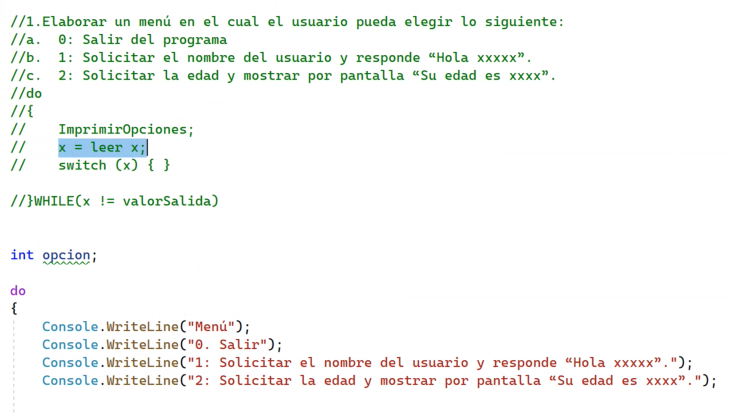 //1.Elaborar un menú en el cual el usuario pueda elegir lo siguiente:
//a.  0: Salir del programa
//b.  1: Solicitar el nombre del usuario y responde “Hola xxxxx”.
//c.  2: Solicitar la edad y mostrar por pantalla “Su edad es xxxx”.
//do
//{
//    ImprimirOpciones;
//    x = leer x;
//    switch (x) { }
//}WHILE(x != valorSalida)
int opcion;
do
{
    Console.WriteLine("Menú");
    Console.WriteLine("0. Salir");
    Console.WriteLine("1: Solicitar el nombre del usuario y responde “Hola xxxxx”.");
    Console.WriteLine("2: Solicitar la edad y mostrar por pantalla “Su edad es xxxx”.");